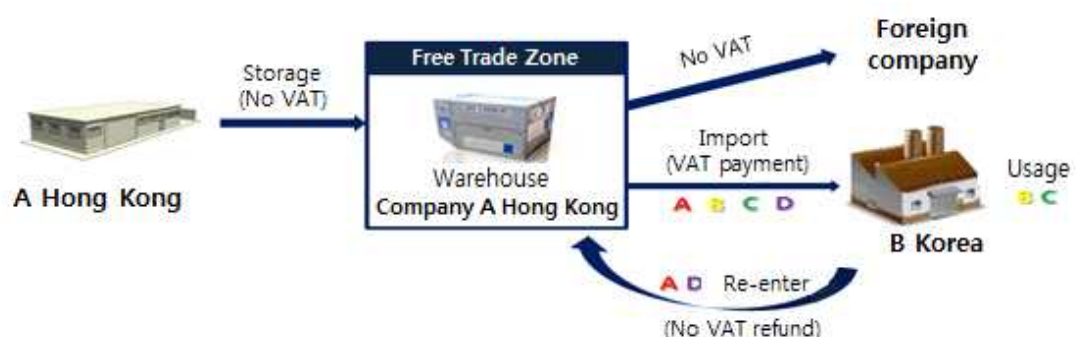 Free Trade Zone
Storage
(No VAT)
No VAT
Foreign
company
Import
(VAT payment)
Warehouse
Company A Hong Kong
A Hong Kong
A B C D
Usage
B C
B Korea
A D Re-enter
(No VAT refund)